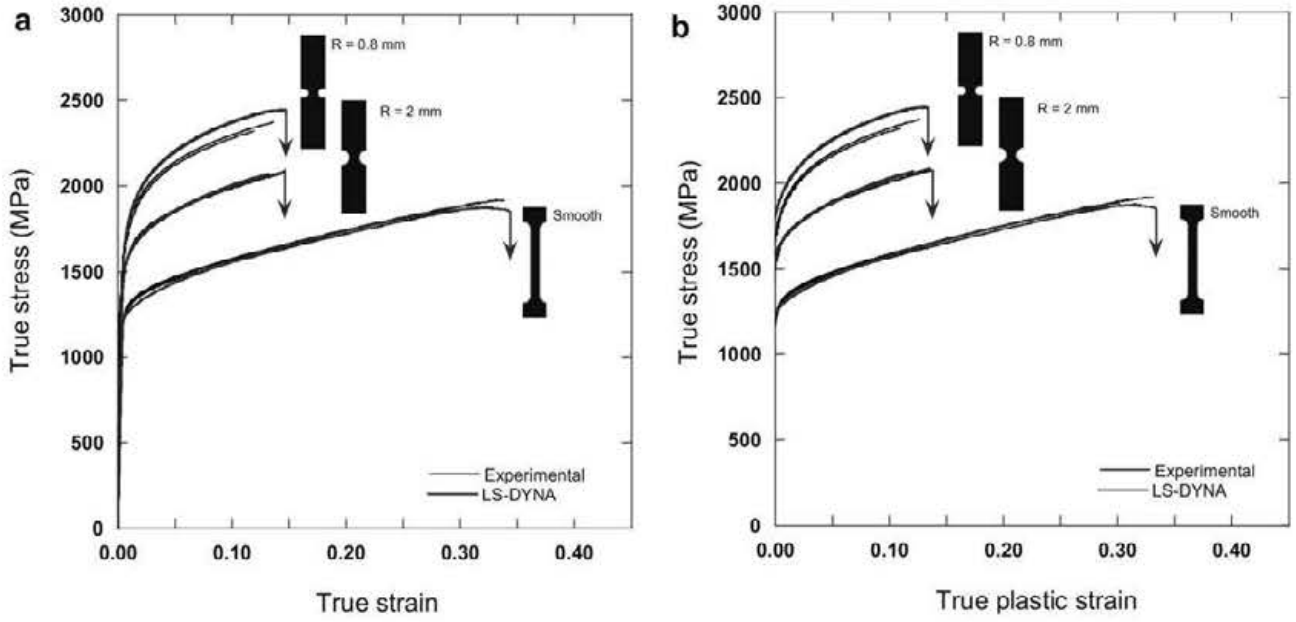 a
3000
2500
2000
1500
1000
500
0
True stress (MPa)
R = 0.8 mm
R = 2 mm
Smooth
Experimental
LS-DYNA
0.00 0.10 0.20 0.30 0.40
True strain
b
3000
2500
2000
1500
1000
500
0
True stress (MPa)
R = 0.8 mm
R = 2 mm
Smooth
Experimental
LS-DYNA
0.00 0.10 0.20 0.30 0.40
True plastic strain